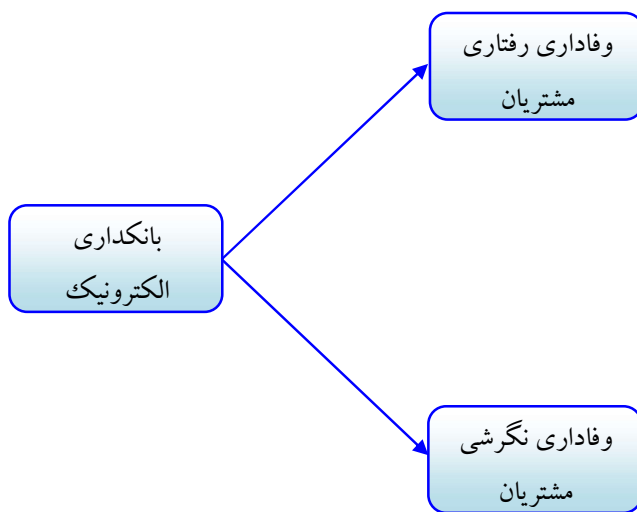 وفاداری رفتاری
مشتریان
بانکداری
الکترونیک
وفاداری نگرشی
مشتریان